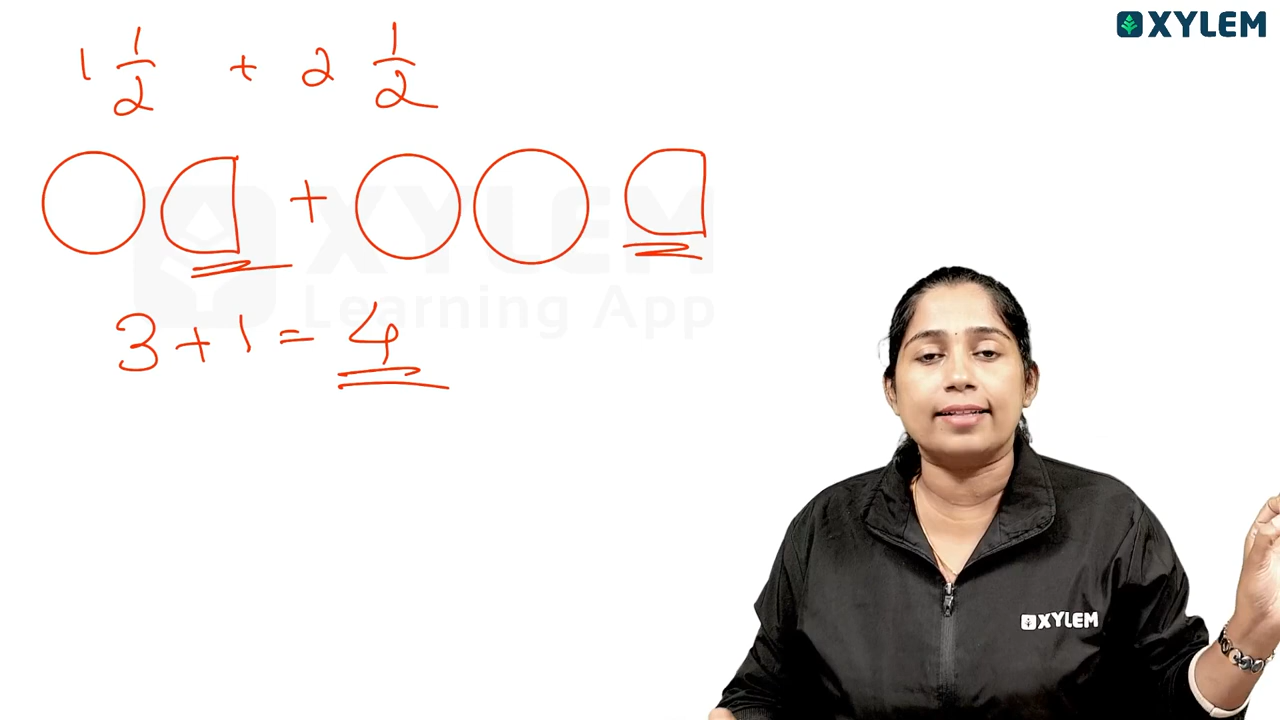 XYLEM
1 1/2 + 2 1/2
+
XYLEM
Learning App
3 + 1 = 4
XYLEM